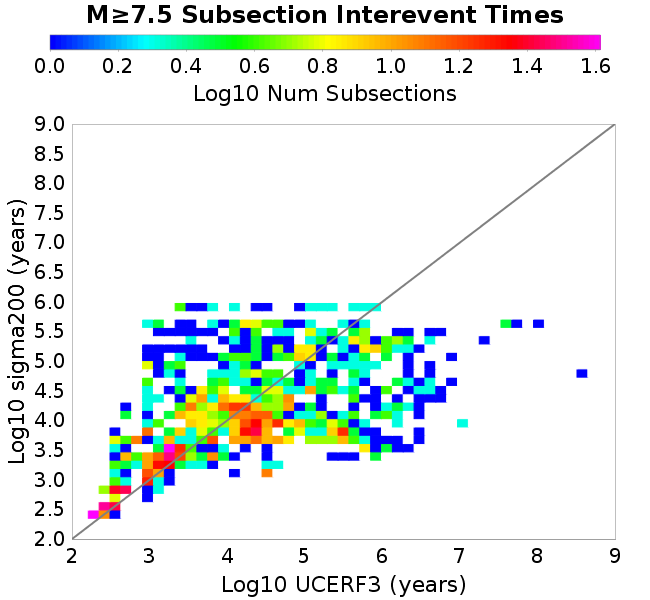 M≥7.5 Subsection Interevent Times
0.0 0.2 0.4 0.6 0.8 1.0 1.2 1.4 1.6
Log10 Num Subsections
9.0
8.5
8.0
7.5
7.0
6.5
6.0
5.5
5.0
4.5
4.0
3.5
3.0
2.5
2.0
Log10 sigma200 (years)
2 3 4 5 6 7 8 9
Log10 UCERF3 (years)